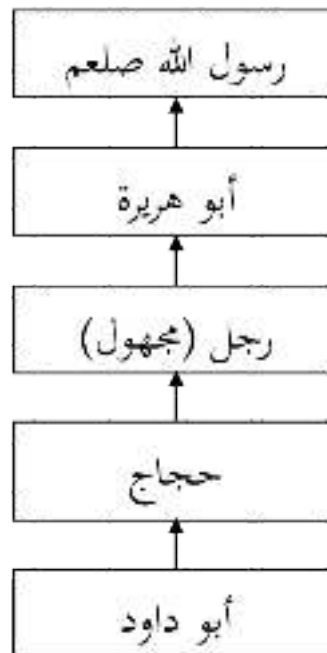 رسول الله صلعم
أبو هريرة
رجل (مجهول)
حجاج
أبو داود